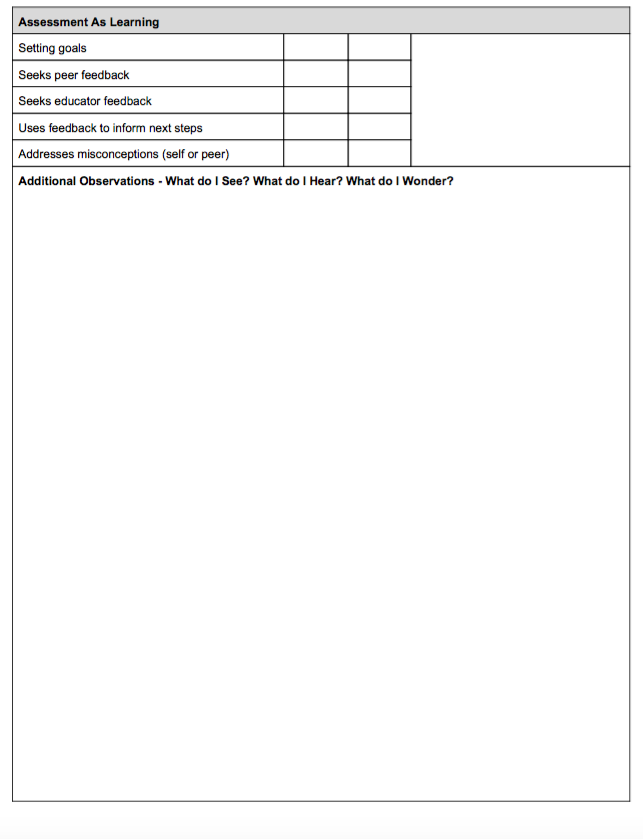 Assessment As Learning
Setting goals
Seeks peer feedback
Seeks educator feedback
Uses feedback to inform next steps
Addresses misconceptions (self or peer)
Additional Observations - What do I See? What do I Hear? What do I Wonder?